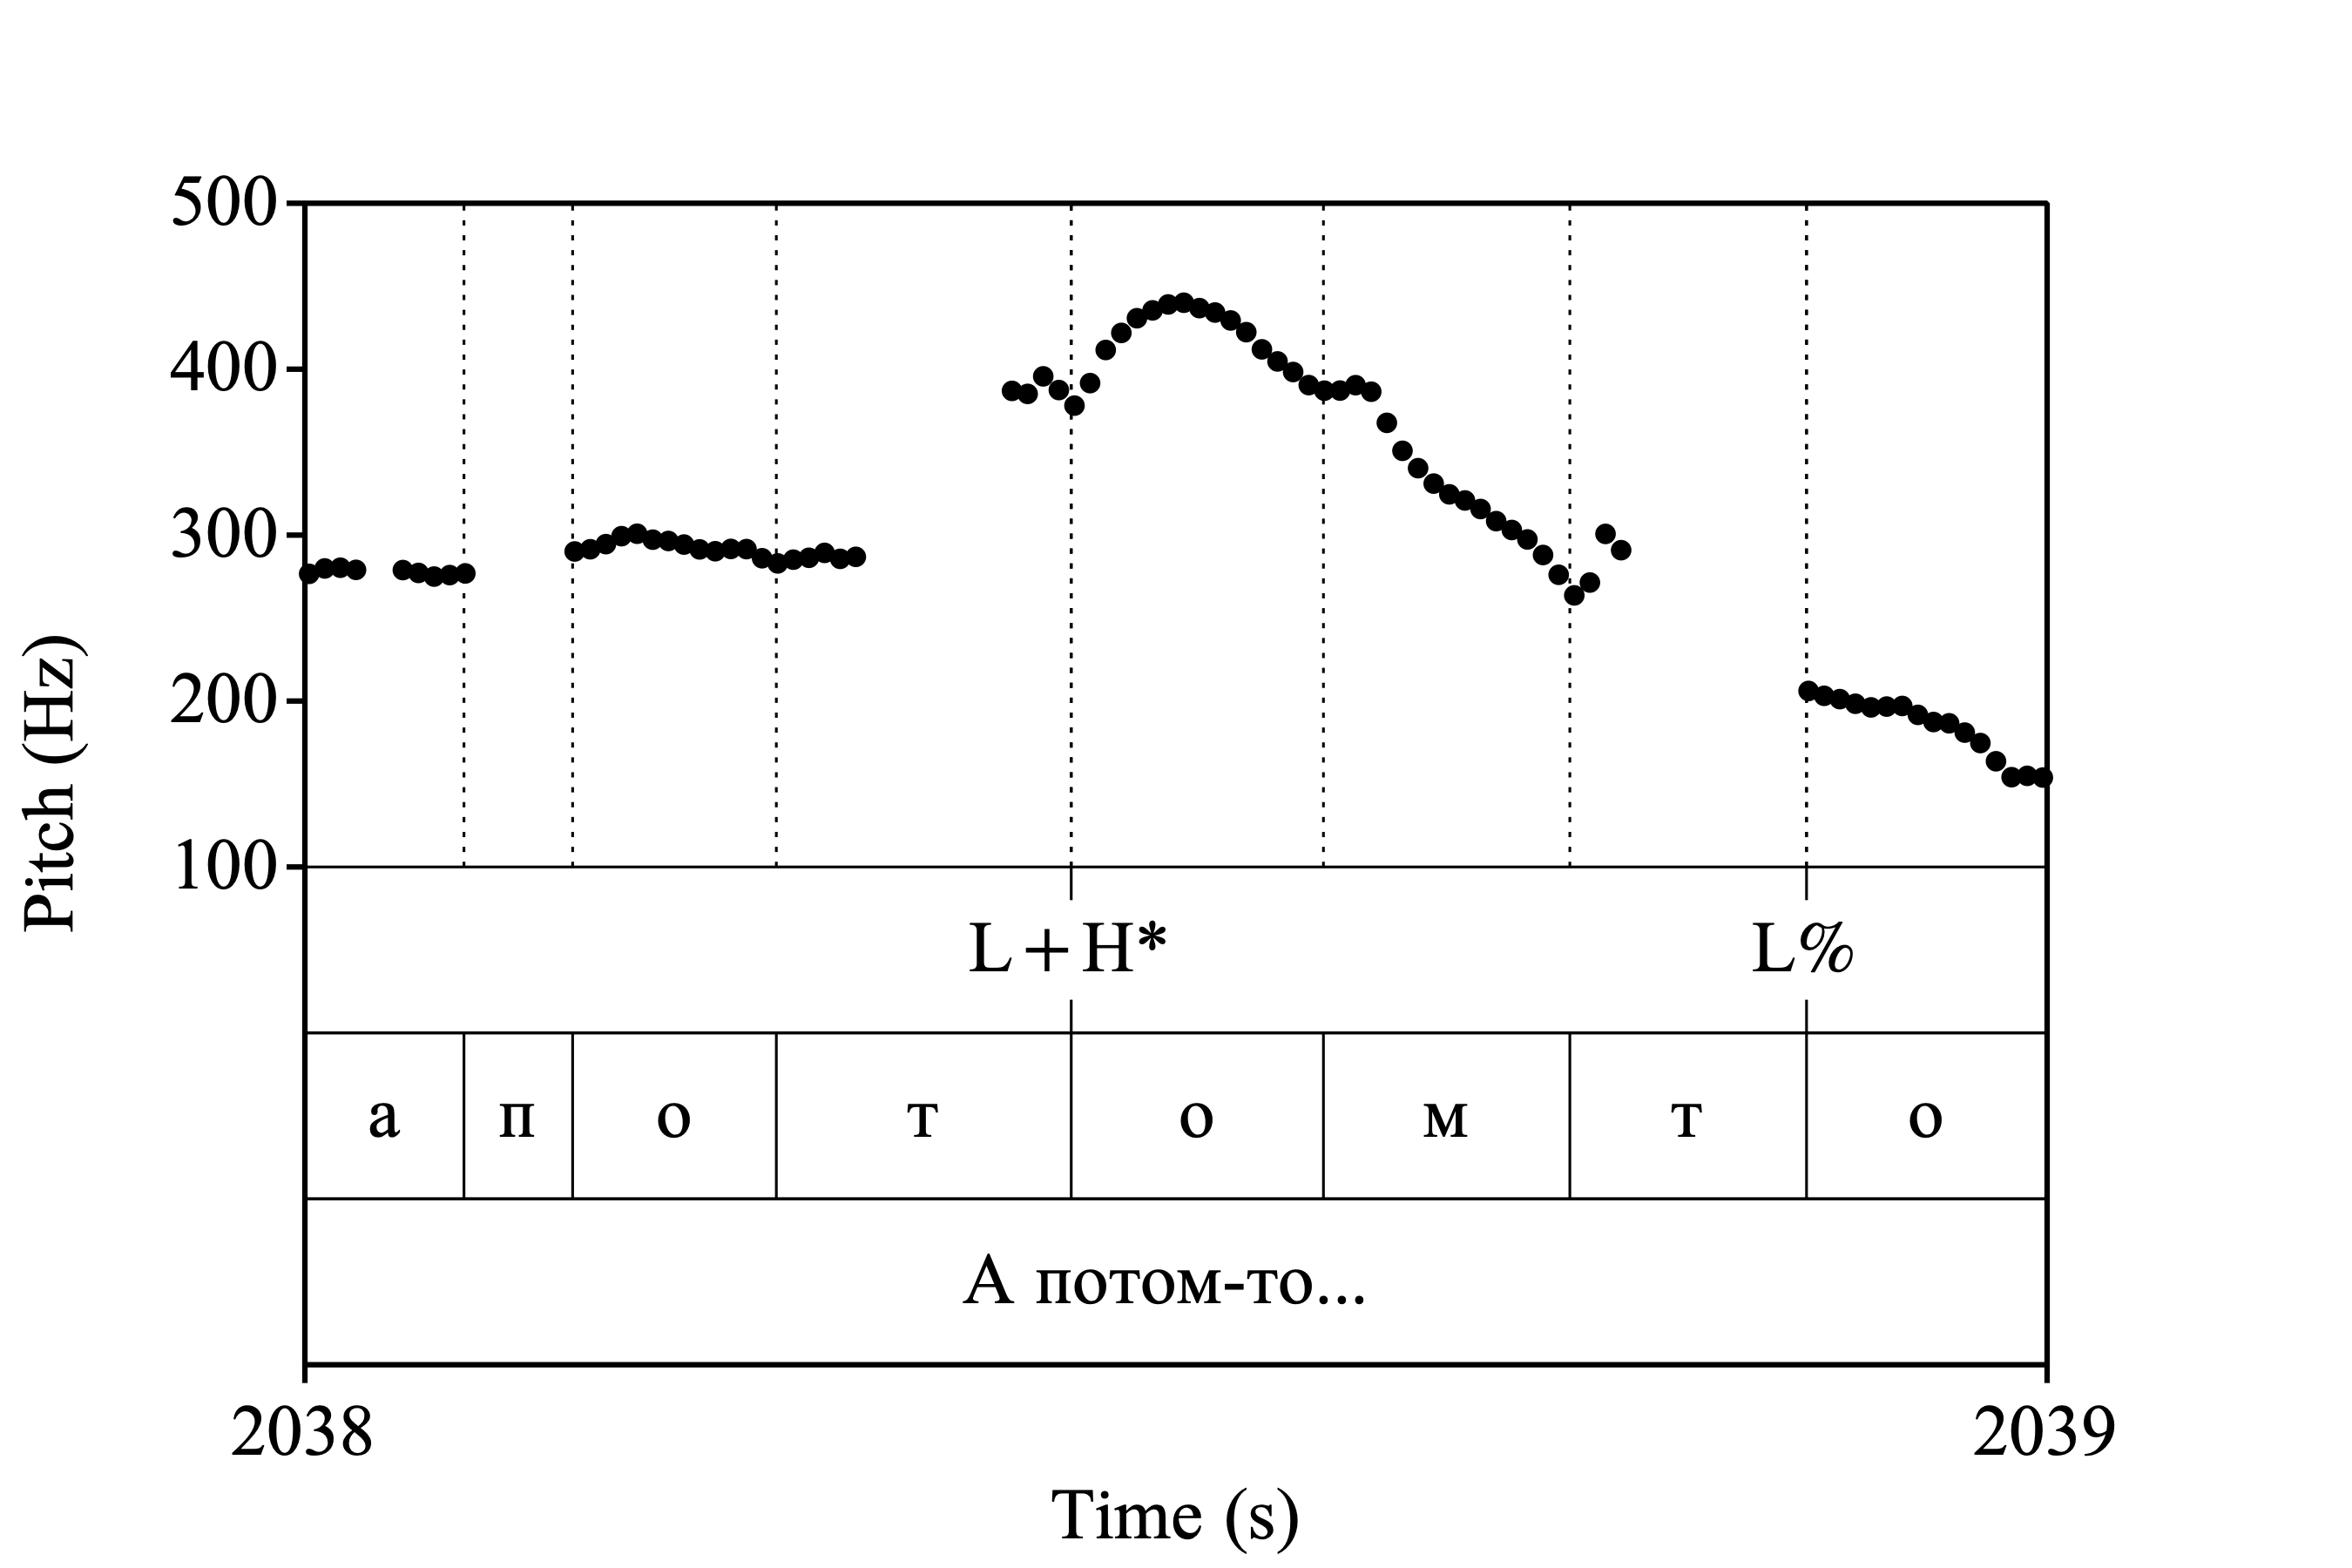 500
400
300
200
100
Pitch (Hz)
L+H* L%
а п о т о м т о
А потом-то...
2038 2039
Time (s)